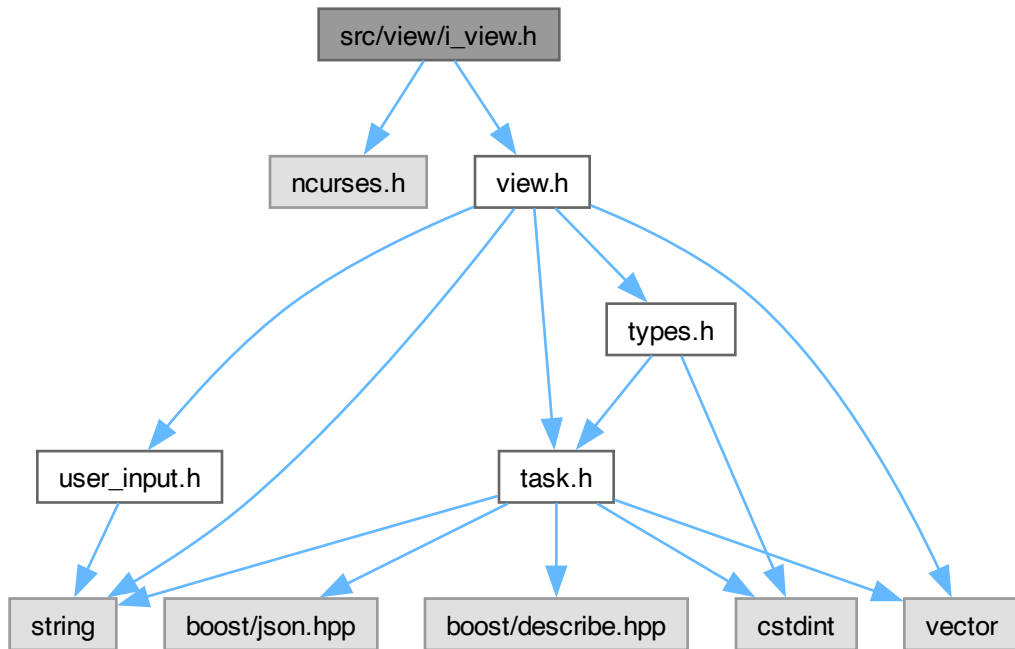 src/view/i_view.h
ncurses.h
view.h
types.h
user_input.h
task.h
string
boost/json.hpp
boost/describe.hpp
cstdint
vector